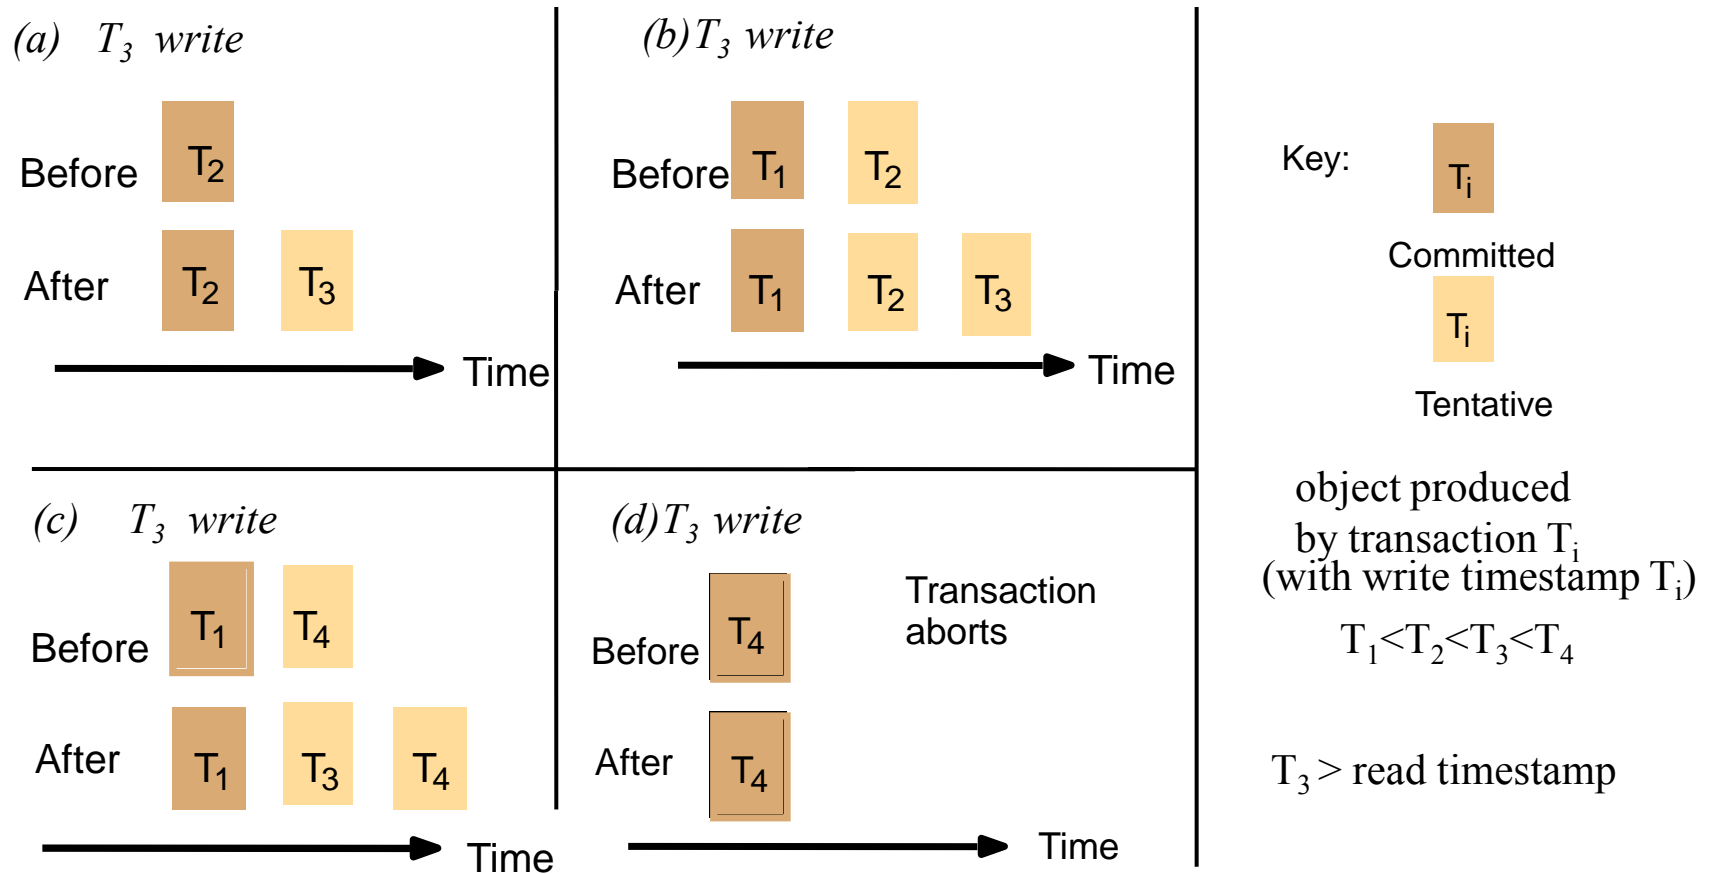 (a) T3 write
Before T2
After T2 T3
Time
(b) T3 write
Before T1 T2
After T1 T2 T3
Time
(c) T3 write
Before T1 T4
After T1 T3 T4
Time
(d) T3 write
Before T4
Transaction
aborts
After T4
Time
Key: Ti
Committed
Ti
Tentative
object produced
by transaction Ti
(with write timestamp Ti)
T1<T2<T3<T4
T3 > read timestamp